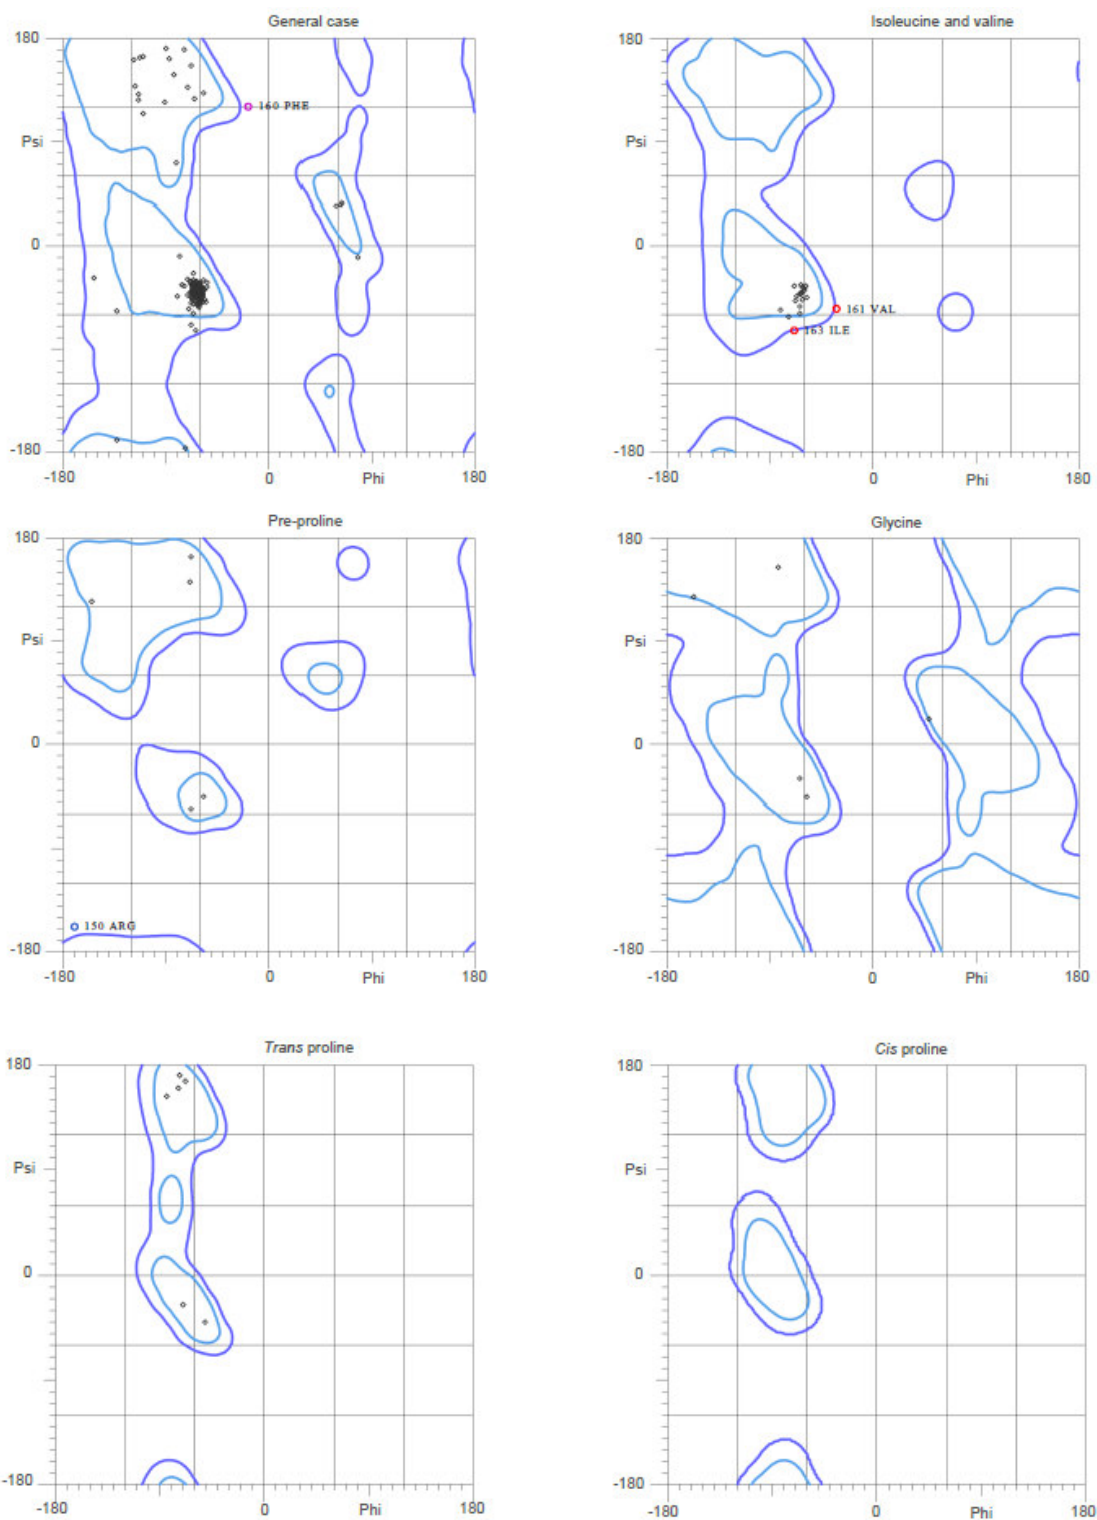 General case
Isoleucine and valine
180
180
160 PHE
Psi
Psi
0
0
161 VAL
163 ILE
-180
-180
-180
0
Phi
180
-180
0
Phi
180
Pre-proline
Glycine
180
180
Psi
Psi
0
0
150 ARG
-180
-180
-180
0
Phi
180
-180
0
Phi
180
Trans proline
Cis proline
180
180
Psi
Psi
0
0
-180
-180
-180
0
Phi
180
-180
0
Phi
180